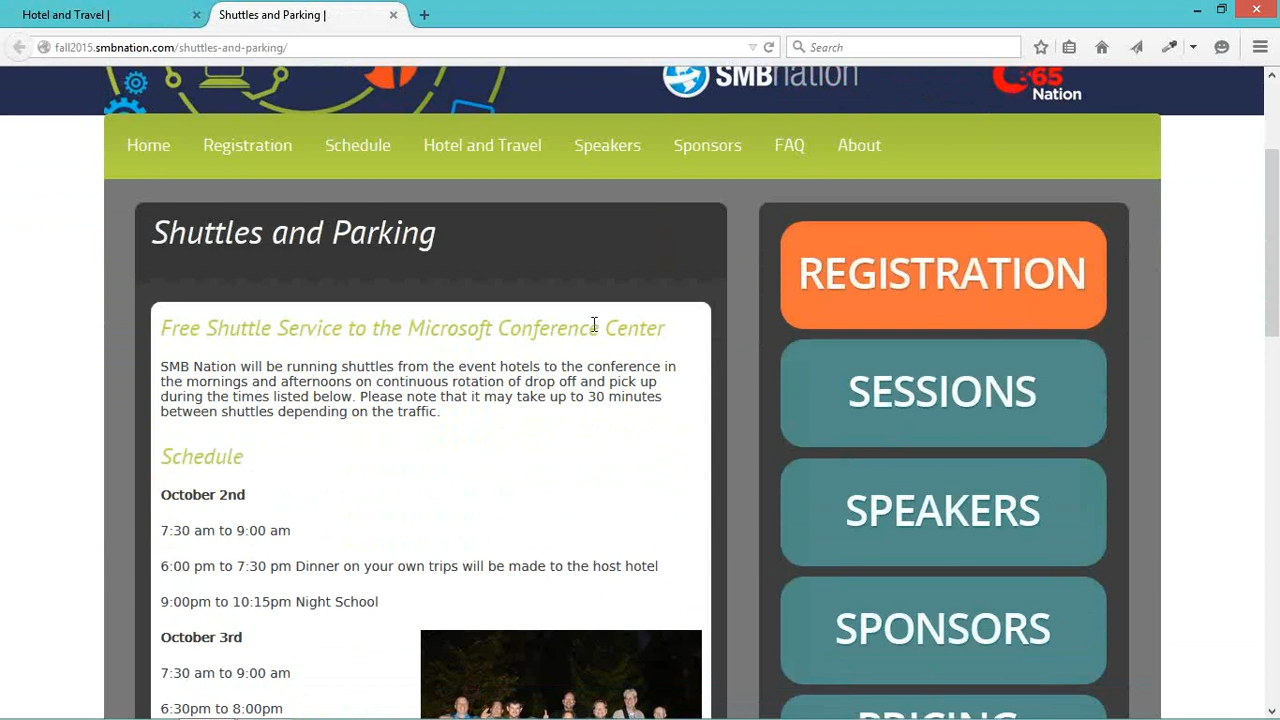 Hotel and Travel |
Shuttles and Parking |
fall2015.smbnation.com/shuttles-and-parking/
Search
SMBnation
365
Nation
Home
Registration
Schedule
Hotel and Travel
Speakers
Sponsors
FAQ
About
Shuttles and Parking
Free Shuttle Service to the Microsoft Conference Center
SMB Nation will be running shuttles from the event hotels to the conference in
the mornings and afternoons on continuous rotation of drop off and pick up
during the times listed below. Please note that it may take up to 30 minutes
between shuttles depending on the traffic.
Schedule
October 2nd
7:30 am to 9:00 am
6:00 pm to 7:30 pm Dinner on your own trips will be made to the host hotel
9:00pm to 10:15pm Night School
October 3rd
7:30 am to 9:00 am
6:30pm to 8:00pm
REGISTRATION
SESSIONS
SPEAKERS
SPONSORS
PRICING